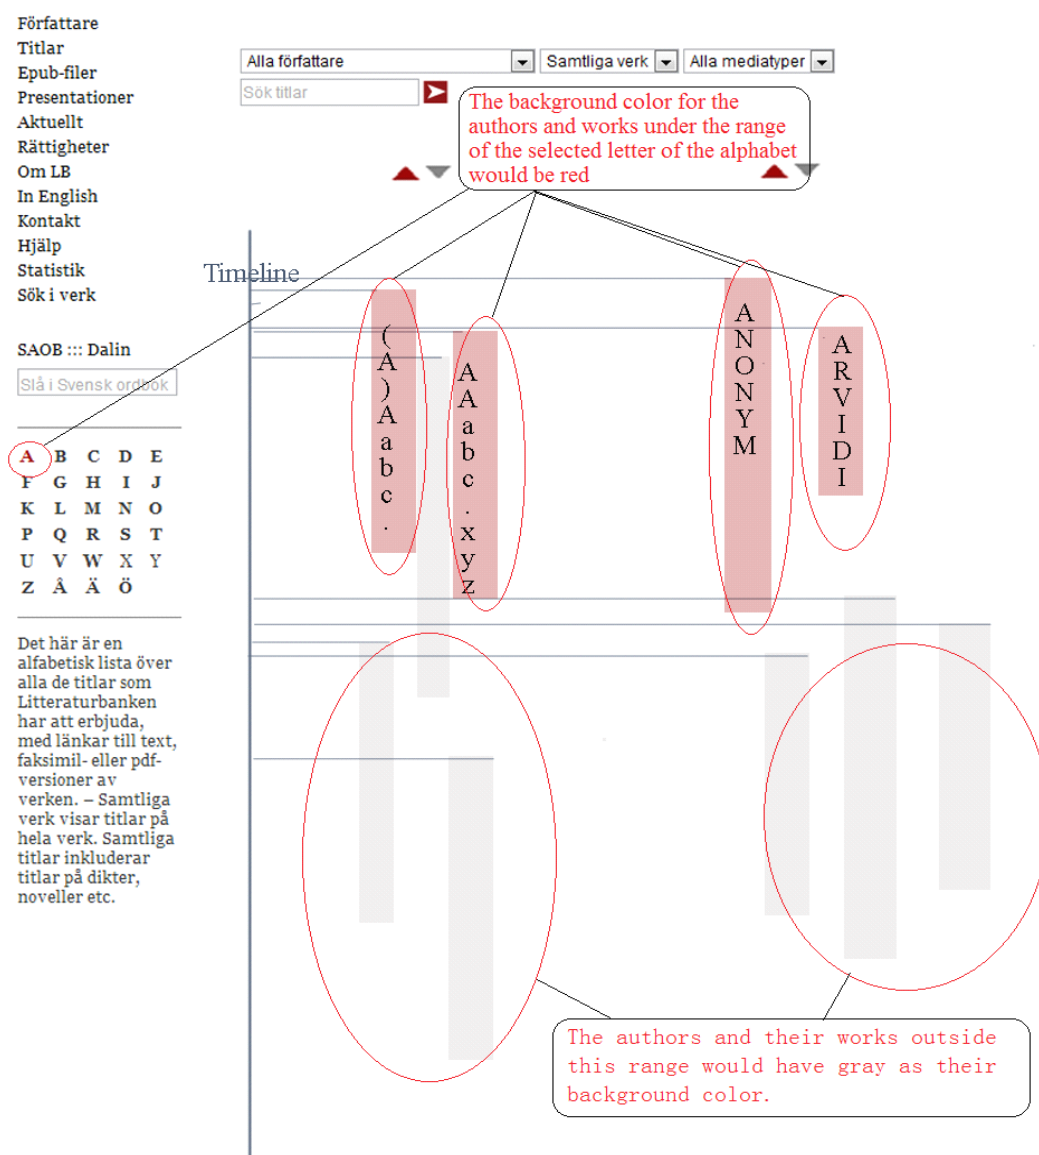 Författare
Titlar
Epub-filer
Presentationer
Aktuellt
Rättigheter
Om LB
In English
Kontakt
Hjälp
Statistik
Sök i verk
SAOB ::: Dalin
Slå i Svensk ordbok
A B C D E
F G H I J
K L M N O
P Q R S T
U V W X Y
Z Å Ä Ö
Det här är en
alfabetisk lista över
alla de titlar som
Litteraturbanken
har att erbjuda,
med länkar till text,
faksimil- eller pdf-
versioner av
verken. – Samtliga
verk visar titlar på
hela verk. Samtliga
titlar inkluderar
titlar på dikter,
noveller etc.
Alla författare Samtliga verk Alla mediatyper
Sök titlar
The background color for the
authors and works under the range
of the selected letter of the alphabet
would be red
Timeline
(A)Aabc.
AAabc.xyz
ANONYM
ARVIDI
The authors and their works outside
this range would have gray as their
background color.